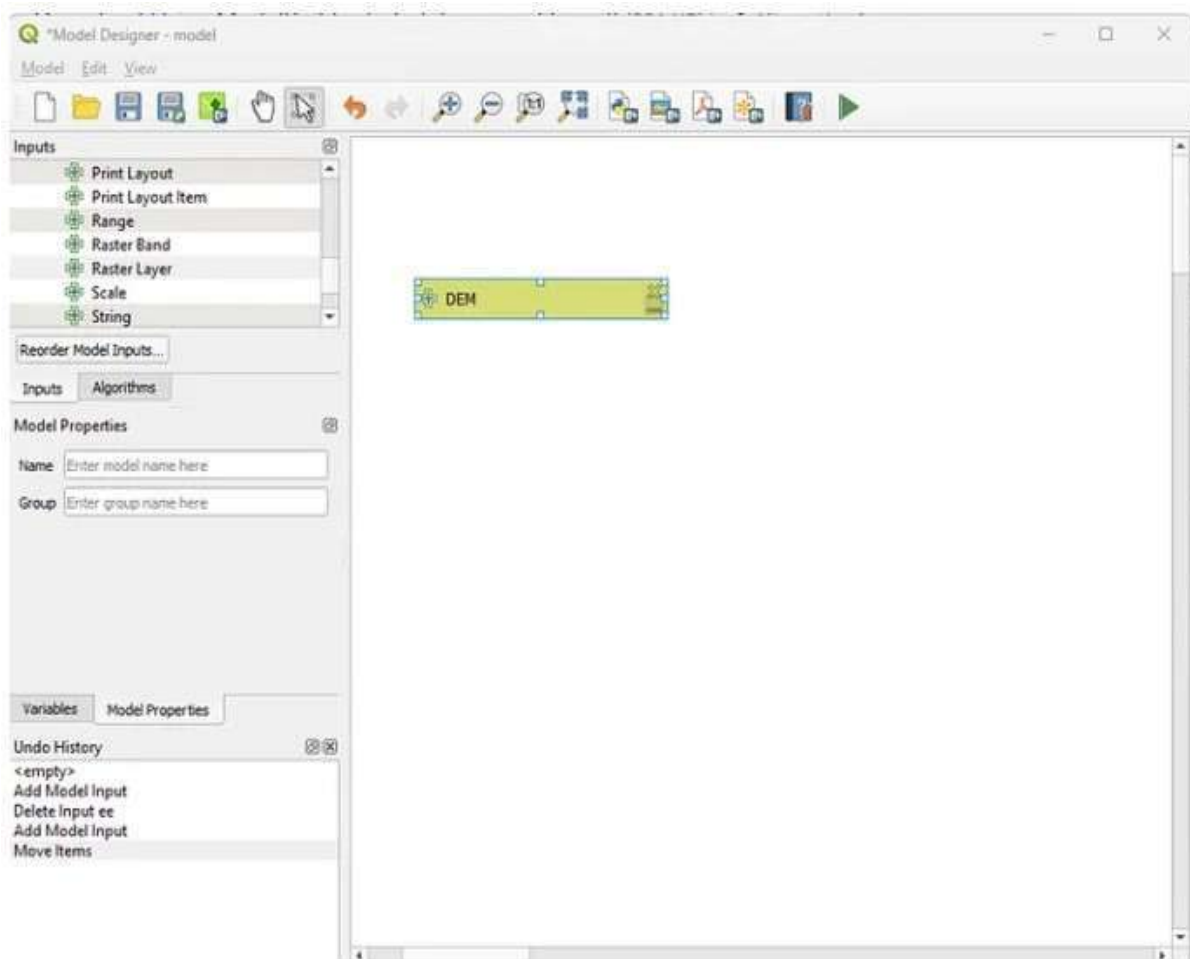 *Model Designer - model
Model Edit View
Inputs
Print Layout
Print Layout Item
Range
Raster Band
Raster Layer
Scale
String
Reorder Model Inputs...
Inputs Algorithms
Model Properties
Name Enter model name here
Group Enter group name here
Variables Model Properties
Undo History
<empty>
Add Model Input
Delete Input ee
Add Model Input
Move Items
1:1
DEM